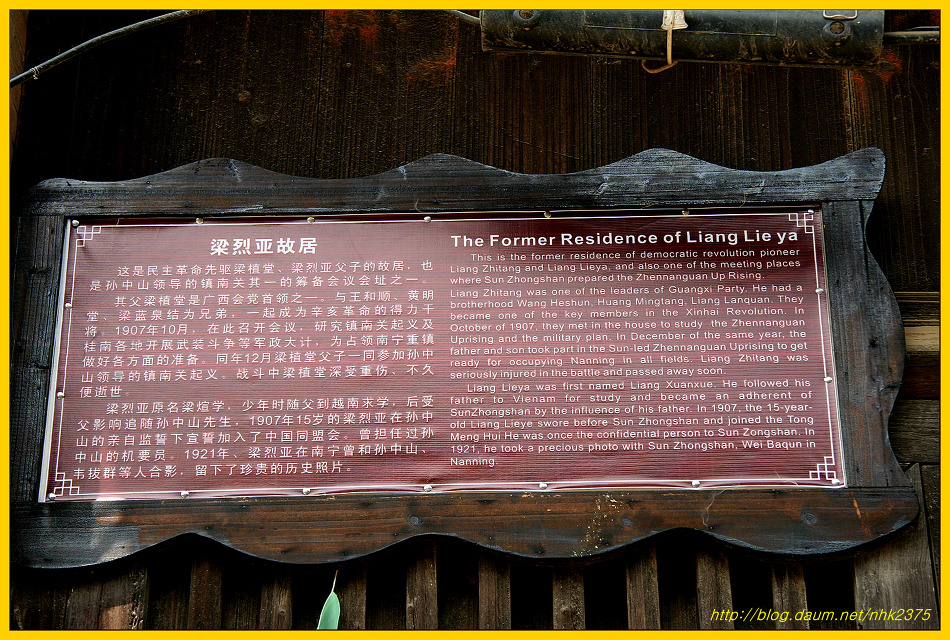 梁烈亚故居
这是民主革命先驱梁植堂、梁烈亚父子的故居，也
是孙中山领导的镇南关其一的筹备会议会址之一。
其父梁植堂是广西会党首领之一。与王和顺、黄明
堂、梁蓝泉结为兄弟，一起成为辛亥革命的得力干
将。1907年10月，在此召开会议，研究镇南关起义及
桂南各地开展武装斗争等军政大计，为占领南宁重镇
做好各方面的准备。同年12月梁植堂父子一同参加孙中
山领导的镇南关起义。战斗中梁植堂深受重伤、不久
便逝世。
梁烈亚原名梁煊学，少年时随父到越南求学，后受
父影响追随孙中山先生，1907年15岁的梁烈亚在孙中
山的亲自监誓下宣誓加入了中国同盟会。曾担任过孙
中山的机要员。1921年、梁烈亚在南宁曾和孙中山、
韦拔群等人合影，留下了珍贵的历史照片。
The Former Residence of Liang Lie ya
This is the former residence of democratic revolution pioneer
Liang Zhitang and Liang Lieya, and also one of the meeting places
where Sun Zhongshan prepared the Zhennanguan Up Rising
Liang Zhitang was one of the leaders of Guangxi Party. He had a
brotherhood Wang Heshun, Huang Mingtang, Liang Lanquan. They
became one of the key members in the Xinhai Revolution. In
October of 1907, they met in the house to study the Zhennanguan
Uprising and the military plan. In December of the same year, the
father and son took part in the Sun-led Zhennanguan Uprising to get
ready for occupying Nanning in all fields. Liang Zhitang was
seriously injured in the battle and passed away soon.
Liang Lieya was first named Liang Xuanxue. He followed his
father to Vienam for study and became an adherent of
SunZhongshan by the influence of his father. In 1907, the 15-year-
old Liang Lieye swore before Sun Zhongshan and joined the Tong
Meng Hui He was once the confidential person to Sun Zongshan. In
1921, he took a precious photo with Sun Zhongshan, Wei Baqun in
Nanning.
http://blog.daum.net/nhk2375